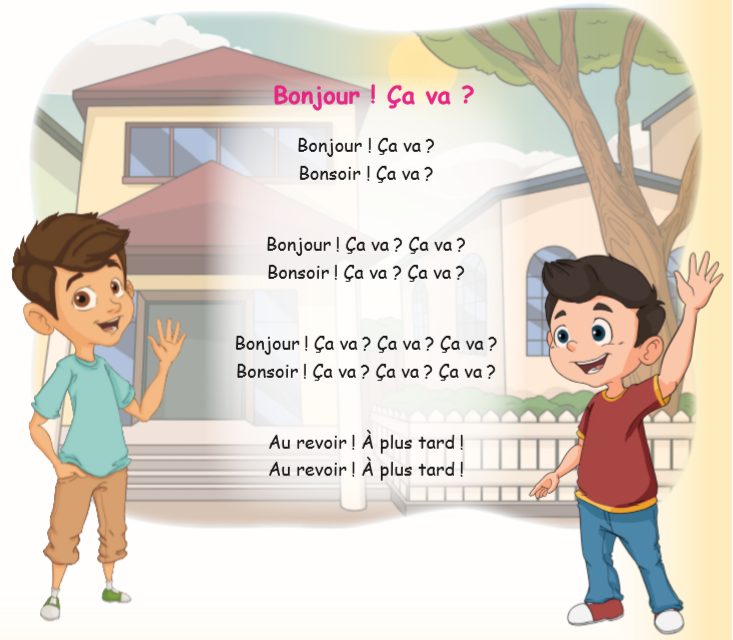 Bonjour ! Ça va ?
Bonjour ! Ça va ?
Bonsoir ! Ça va ?
Bonjour ! Ça va ? Ça va ?
Bonsoir ! Ça va ? Ça va ?
Bonjour ! Ça va ? Ça va ? Ça va ?
Bonsoir ! Ça va ? Ça va ? Ça va ?
Au revoir ! À plus tard !
Au revoir ! À plus tard !